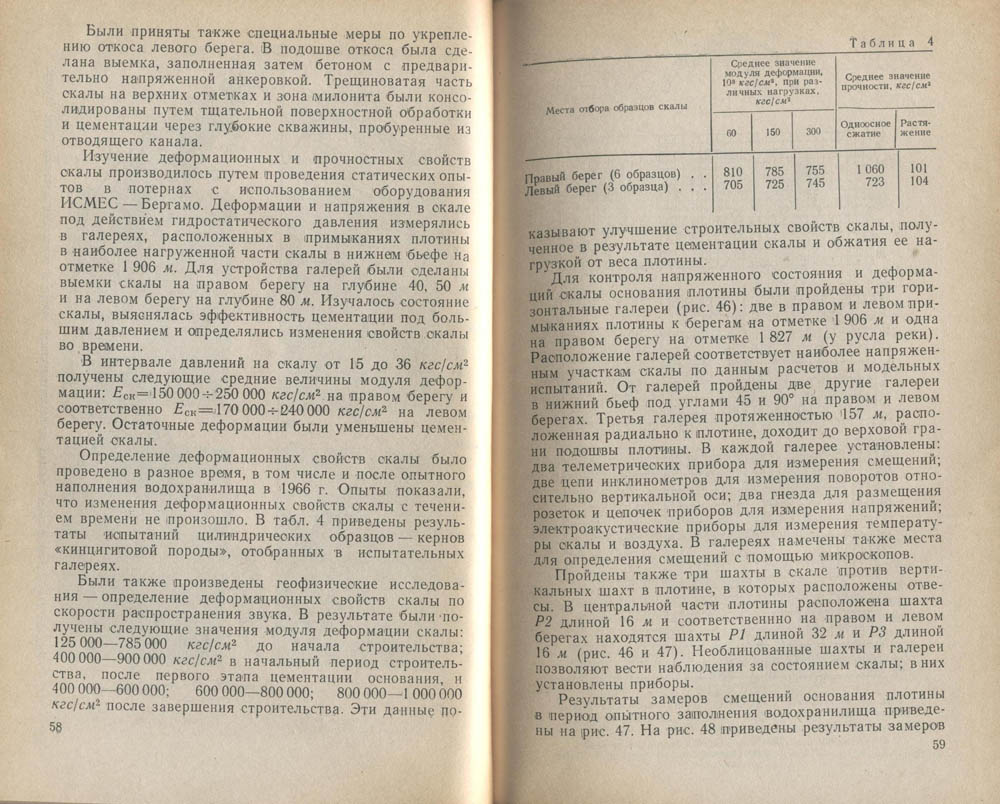 Были приняты также специальные меры по укрепле-
нию откоса левого берега. В подошве откоса была сде-
лана выемка, заполненная затем бетоном с предвари-
тельно напряженной анкеровкой. Трещиноватая часть
скалы на верхних отметках и зона милонита были консо-
лидированы путем тщательной поверхностной обработки
и цементации через глубокие скважины, пробуренные из
отводящего канала.
Изучение деформационных и прочностных свойств
скалы производилось путем проведения статических опы-
тов в потернах с использованием оборудования
ИСМЕС — Бергамо. Деформации и напряжения в скале
под действием гидростатического давления измерялись
в галереях, расположенных в примыканиях плотины
в наиболее нагруженной части скалы в нижнем бьефе на
отметке 1 906 м. Для устройства галерей были сделаны
выемки скалы на правом берегу на глубине 40, 50 м
и на левом берегу на глубине 80 м. Изучалось состояние
скалы, выяснялась эффективность цементации под боль-
шим давлением и определялись изменения свойств скалы
во времени.
В интервале давлений на скалу от 15 до 36 кгс/см²
получены следующие средние величины модуля дефор-
мации: Eск=150 000÷250 000 кгс/см² на правом берегу и
соответственно Eск=170 000÷240 000 кгс/см² на левом
берегу. Остаточные деформации были уменьшены цемен-
тацией скалы.
Определение деформационных свойств скалы было
проведено в разное время, в том числе и после опытного
наполнения водохранилища в 1966 г. Опыты показали,
что изменения деформационных свойств скалы с течени-
ем времени не произошло. В табл. 4 приведены резуль-
таты испытаний цилиндрических образцов — кернов
«кинцигитовой породы», отобранных в испытательных
галереях.
Были также произведены геофизические исследова-
ния — определение деформационных свойств скалы по
скорости распространения звука. В результате были по-
лучены следующие значения модуля деформации скалы:
125 000—785 000 кгс/см² до начала строительства;
400 000—900 000 кгс/см² в начальный период строитель-
ства, после первого этапа цементации основания, и
400 000—600 000; 600 000—800 000; 800 000—1 000 000
кгс/см² после завершения строительства. Эти данные по-
58
Таблица 4
Места отбора образцов скалы
Среднее значение
модуля деформации,
10³ кгс/см², при раз-
личных нагрузках,
кгс/см²
Среднее значение
прочности, кгс/см²
60 150 300
Одноосное
сжатие
Растя-
жение
Правый берег (6 образцов) . . 810 785 755 1 060 101
Левый берег (3 образца) . . . 705 725 745 723 104
казывают улучшение строительных свойств скалы, полу-
ченное в результате цементации скалы и обжатия ее на-
грузкой от веса плотины.
Для контроля напряженного состояния и деформа-
ций скалы основания плотины были пройдены три гори-
зонтальные галереи (рис. 46): две в правом и левом при-
мыканиях плотины к берегам на отметке 1 906 м и одна
на правом берегу на отметке 1 827 м (у русла реки).
Расположение галерей соответствует наиболее напряжен-
ным участкам скалы по данным расчетов и модельных
испытаний. От галерей пройдены две другие галереи
в нижний бьеф под углами 45 и 90° на правом и левом
берегах. Третья галерея протяженностью 157 м, распо-
ложенная радиально к плотине, доходит до верховой гра-
ни подошвы плотины. В каждой галерее установлены:
два телеметрических прибора для измерения смещений;
две цепи инклинометров для измерения поворотов отно-
сительно вертикальной оси; два гнезда для размещения
розеток и цепочек приборов для измерения напряжений;
электроакустические приборы для измерения температу-
ры скалы и воздуха. В галереях намечены также места
для определения смещений с помощью микроскопов.
Пройдены также три шахты в скале против верти-
кальных шахт в плотине, в которых расположены отве-
сы. В центральной части плотины расположена шахта
Р2 длиной 16 м и соответственно на правом и левом
берегах находятся шахты Р1 длиной 32 м и Р3 длиной
16 м (рис. 46 и 47). Необлицованные шахты и галереи
позволяют вести наблюдения за состоянием скалы; в них
установлены приборы.
Результаты замеров смещений основания плотины
в период опытного заполнения водохранилища приведе-
ны на рис. 47. На рис. 48 приведены результаты замеров
59